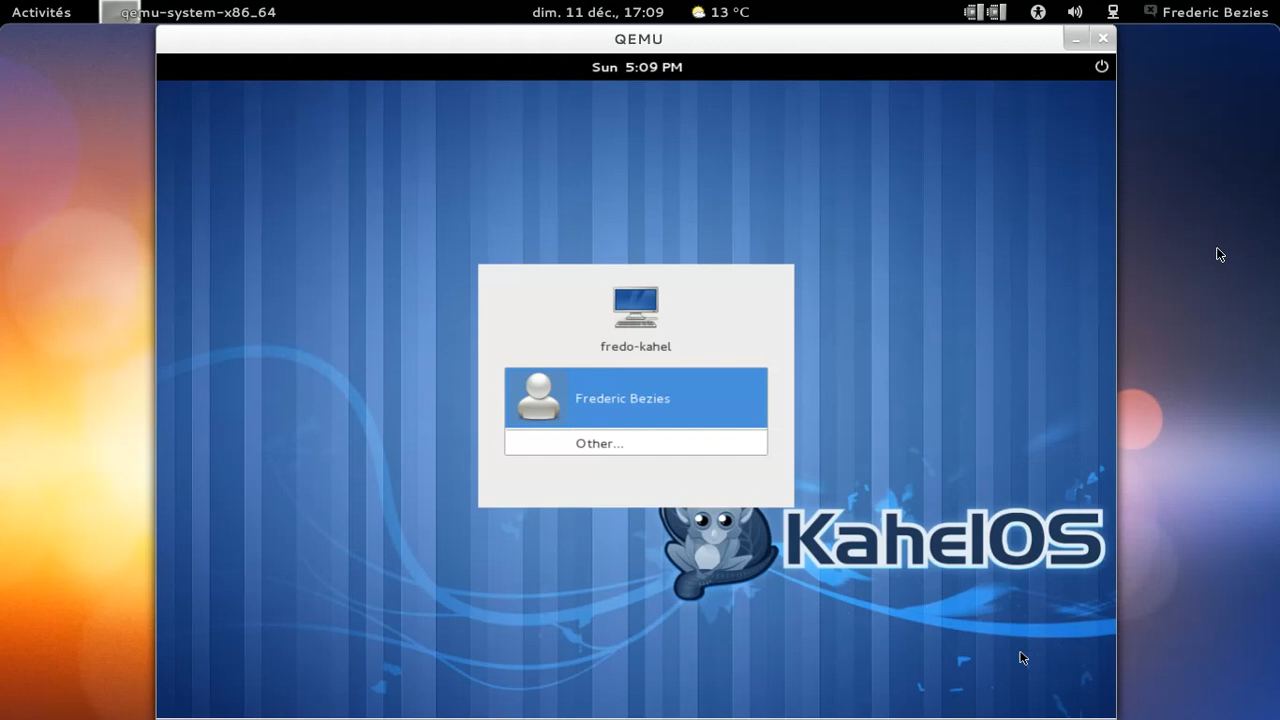 Activités qemu-system-x86_64 dim. 11 déc., 17:09 13 °C Frederic Bezies
QEMU
Sun 5:09 PM
fredo-kahel
Frederic Bezies
Other...
KahelOS